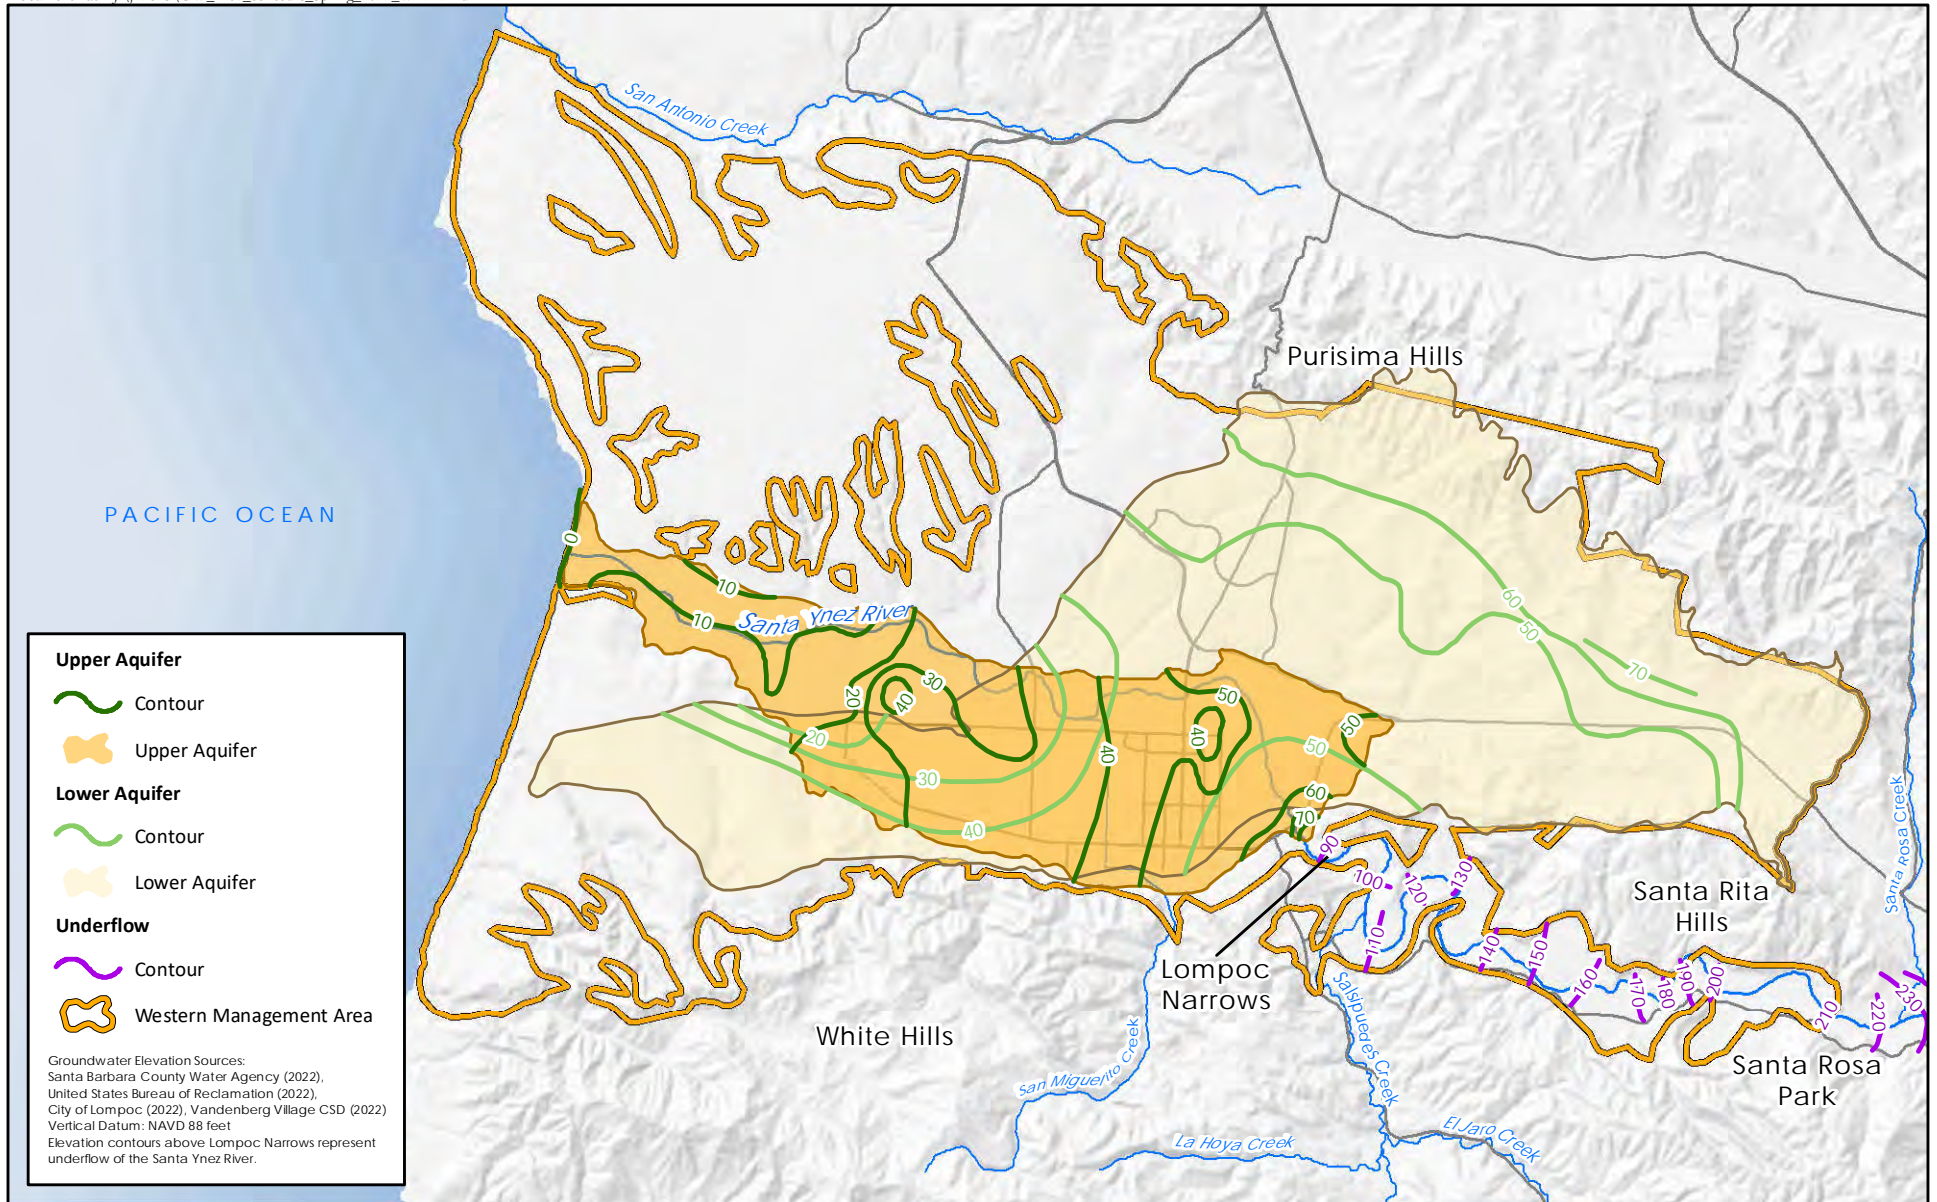 San Antonio Creek
Purisima Hills
PACIFIC OCEAN
0
10
10
Santa Ynez River
20
30
40
40
50
40
50
60
70
20
30
40
50
60
50
70
90
100
110
120
130
140
150
160
170
180
190
200
210
220
230
Santa Rosa Creek
Santa Rita
Hills
Lompoc
Narrows
Salsipuedes Creek
White Hills
San Miguelito Creek
Santa Rosa
Park
El Jaro Creek
La Hoya Creek
Upper Aquifer
Contour
Upper Aquifer
Lower Aquifer
Contour
Lower Aquifer
Underflow
Contour
Western Management Area
Groundwater Elevation Sources:
Santa Barbara County Water Agency (2022),
United States Bureau of Reclamation (2022),
City of Lompoc (2022), Vandenberg Village CSD (2022)
Vertical Datum: NAVD 88 feet
Elevation contours above Lompoc Narrows represent
underflow of the Santa Ynez River.